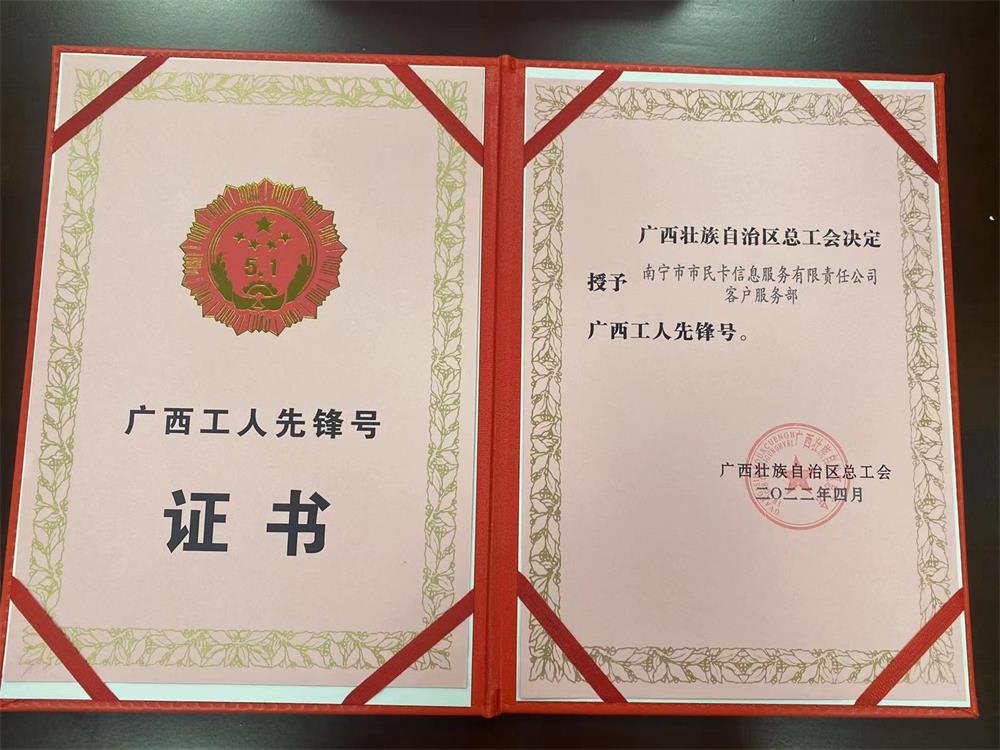 5.1
广西工人先锋号
证书
广西壮族自治区总工会决定
授予 南宁市市民卡信息服务有限责任公司
客户服务部
广西工人先锋号。
广西壮族自治区总工会
二〇二二年四月